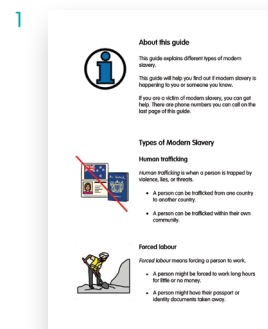 1
About this guide
This guide explains different types of modern
slavery.
This guide will help you find out if modern slavery is
happening to you or someone you know.
If you are a victim of modern slavery, you can get
help. There are phone numbers you can call on the
last page of this guide.
Types of Modern Slavery
Human trafficking
Human trafficking is when a person is trapped by
violence, lies, or threats.
• A person can be trafficked from one country
to another country.
• A person can be trafficked within their own
community.
Forced labour
Forced labour means forcing a person to work.
• A person might be forced to work long hours
for little or no money.
• A person might have their passport or
identity documents taken away.